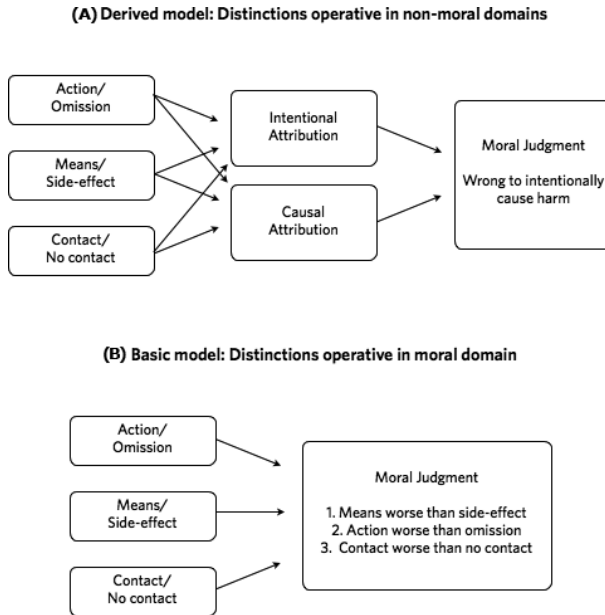 (A) Derived model: Distinctions operative in non-moral domains
Action/
Omission
Means/
Side-effect
Contact/
No contact
Intentional
Attribution
Causal
Attribution
Moral Judgment
Wrong to intentionally
cause harm
(B) Basic model: Distinctions operative in moral domain
Action/
Omission
Means/
Side-effect
Contact/
No contact
Moral Judgment
1. Means worse than side-effect
2. Action worse than omission
3. Contact worse than no contact